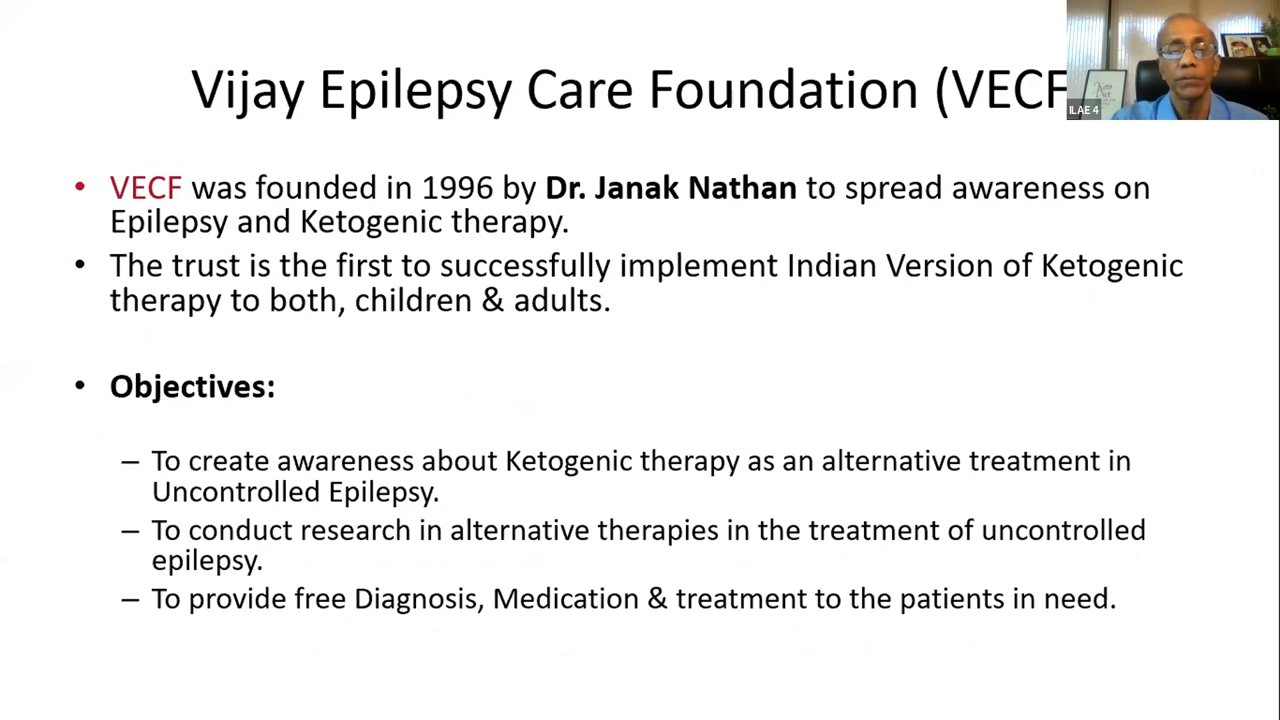 Vijay Epilepsy Care Foundation (VECF
ILAE 4
• VECF was founded in 1996 by Dr. Janak Nathan to spread awareness on
Epilepsy and Ketogenic therapy.
• The trust is the first to successfully implement Indian Version of Ketogenic
therapy to both, children & adults.
• Objectives:
– To create awareness about Ketogenic therapy as an alternative treatment in
Uncontrolled Epilepsy.
– To conduct research in alternative therapies in the treatment of uncontrolled
epilepsy.
– To provide free Diagnosis, Medication & treatment to the patients in need.